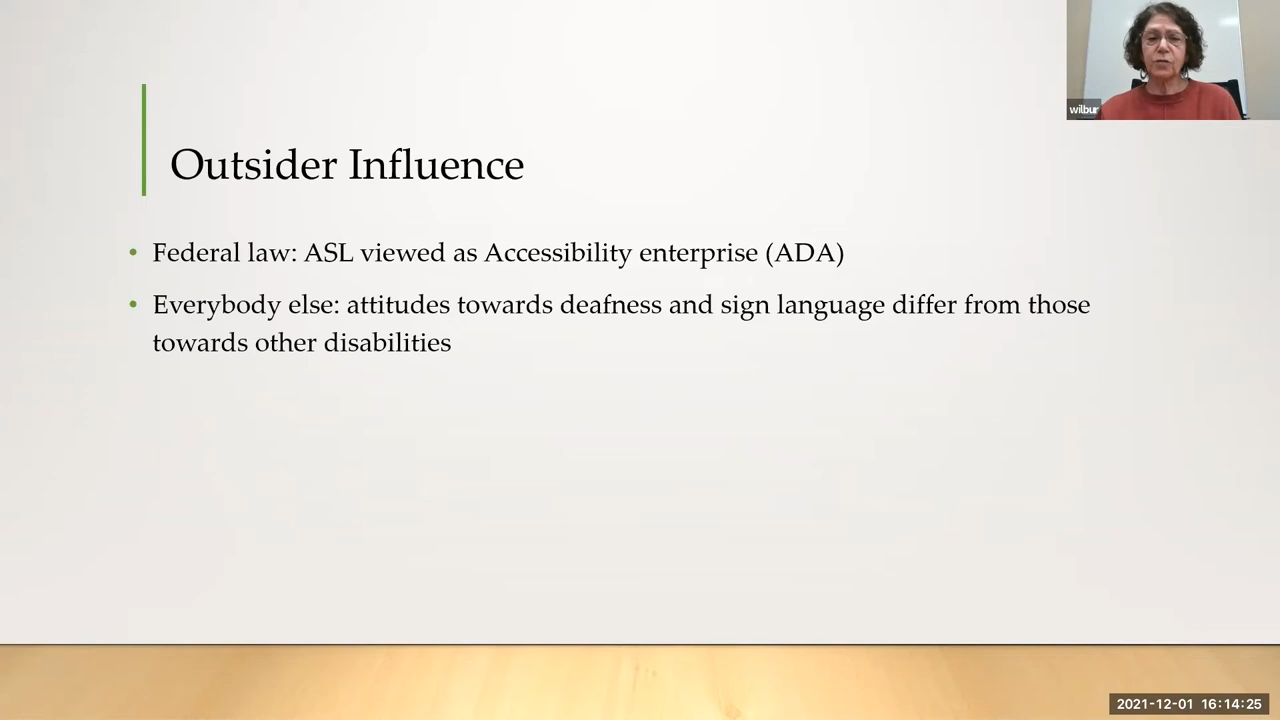 wilbur
Outsider Influence
• Federal law: ASL viewed as Accessibility enterprise (ADA)
• Everybody else: attitudes towards deafness and sign language differ from those
towards other disabilities
2021-12-01 16:14:25